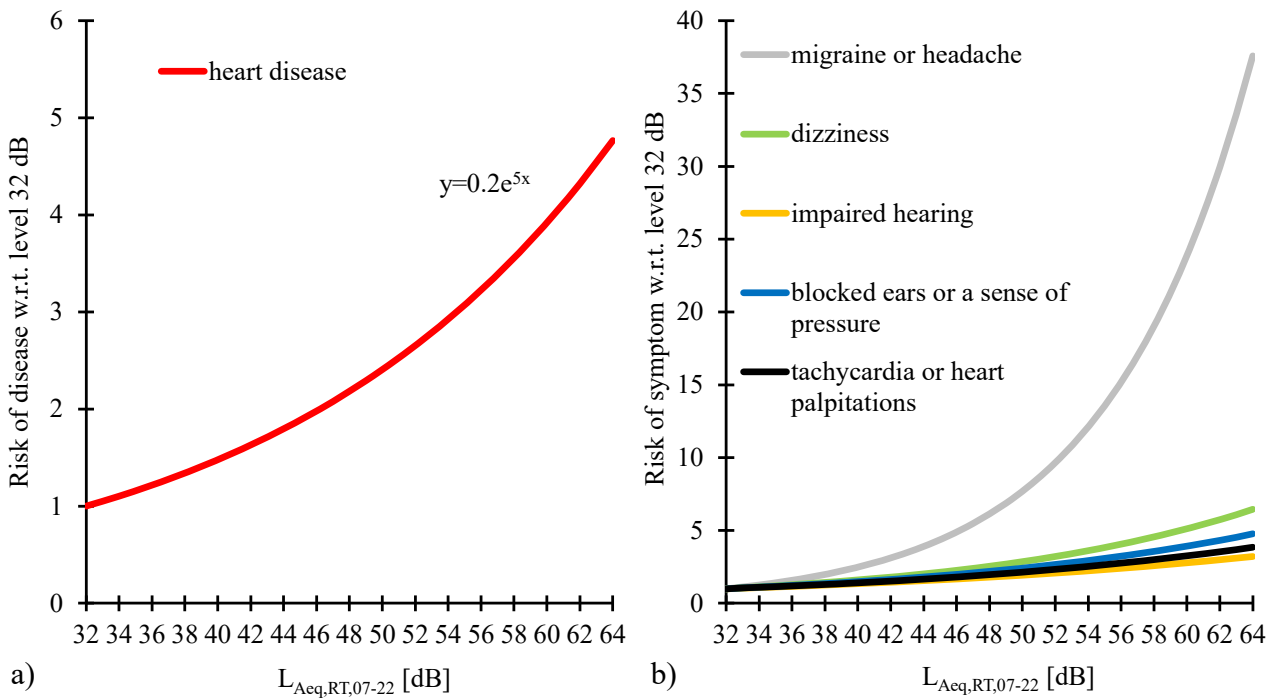 Risk of disease w.r.t. level 32 dB
6
5
4
3
2
1
0
heart disease
y=0.2e^5x
32 34 36 38 40 42 44 46 48 50 52 54 56 58 60 62 64
a)
L_Aeq,RT,07-22 [dB]
Risk of symptom w.r.t. level 32 dB
40
35
30
25
20
15
10
5
0
migraine or headache
dizziness
impaired hearing
blocked ears or a sense of
pressure
tachycardia or heart
palpitations
32 34 36 38 40 42 44 46 48 50 52 54 56 58 60 62 64
b)
L_Aeq,RT,07-22 [dB]